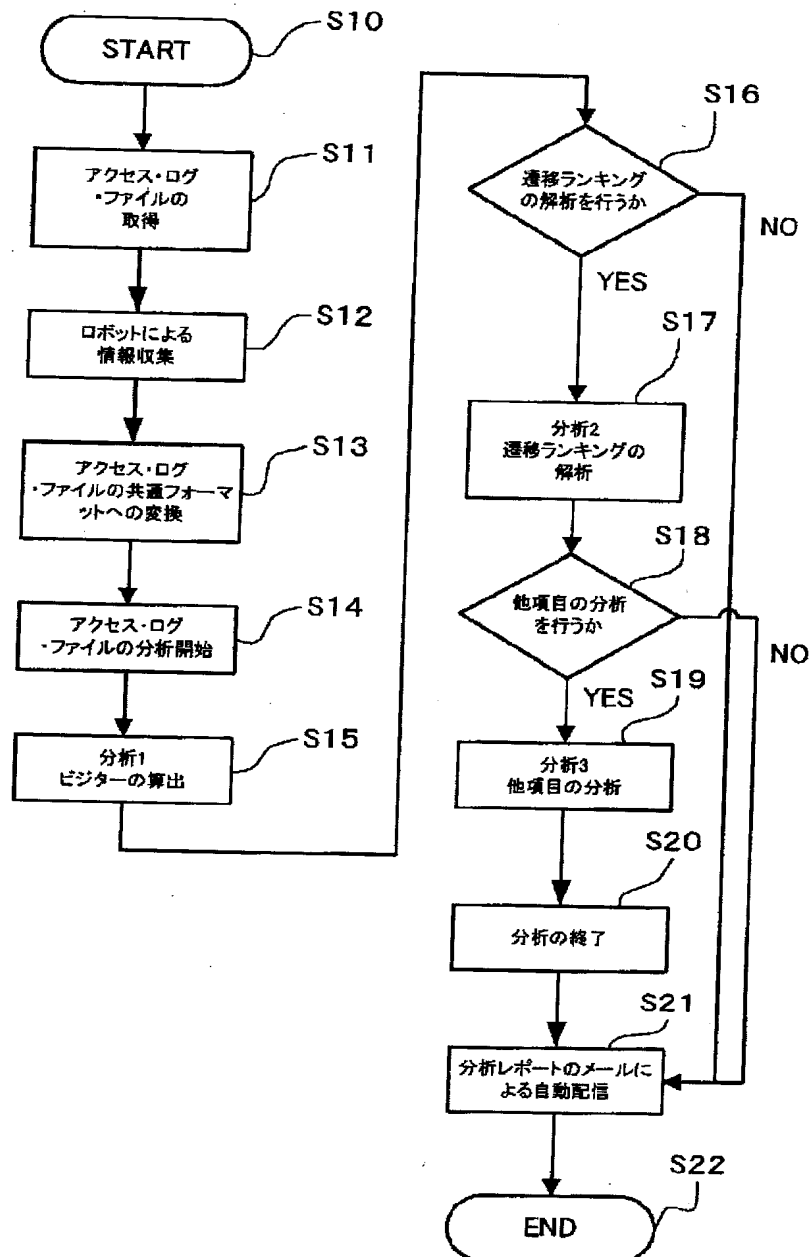 S10
START
S11
アクセス・ログ
・ファイルの
取得
S12
ロボットによる
情報収集
S13
アクセス・ログ
・ファイルの共通フォーマ
ットへの変換
S14
アクセス・ログ
・ファイルの分析開始
S15
分析1
ビジターの算出
S16
遷移ランキング
の解析を行うか
NO
YES
S17
分析2
遷移ランキングの
解析
S18
他項目の分析
を行うか
NO
YES
S19
分析3
他項目の分析
S20
分析の終了
S21
分析レポートのメールに
よる自動配信
S22
END